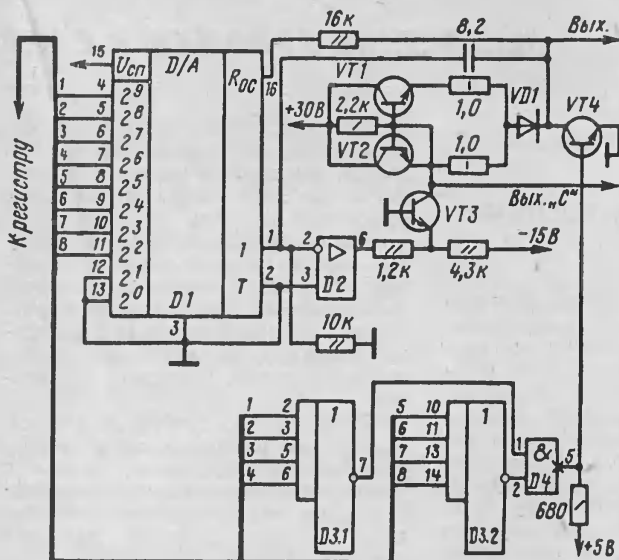 16к
8,2
Вых.
15
Uсп
D/A
Rос
16
VT1
1,0
VD1
VT4
+30В
2,2к
VT2
1,0
Вых. „С“
К регистру
1 4 2⁹
2 5 2⁸
3 6 2⁷
4 7 2⁶
5 8 2⁵
6 9 2⁴
7 10 2³
8 11 2²
12 2¹
13 2⁰
D1
3
1 I
2 T
2
3
6
D2
VT3
-15В
1,2к
4,3к
10к
1 2
2 3
3 5
4 6
1
7
D3.1
5 10
6 11
7 13
8 14
1
D3.2
1
2
&
5
D4
680
+5В